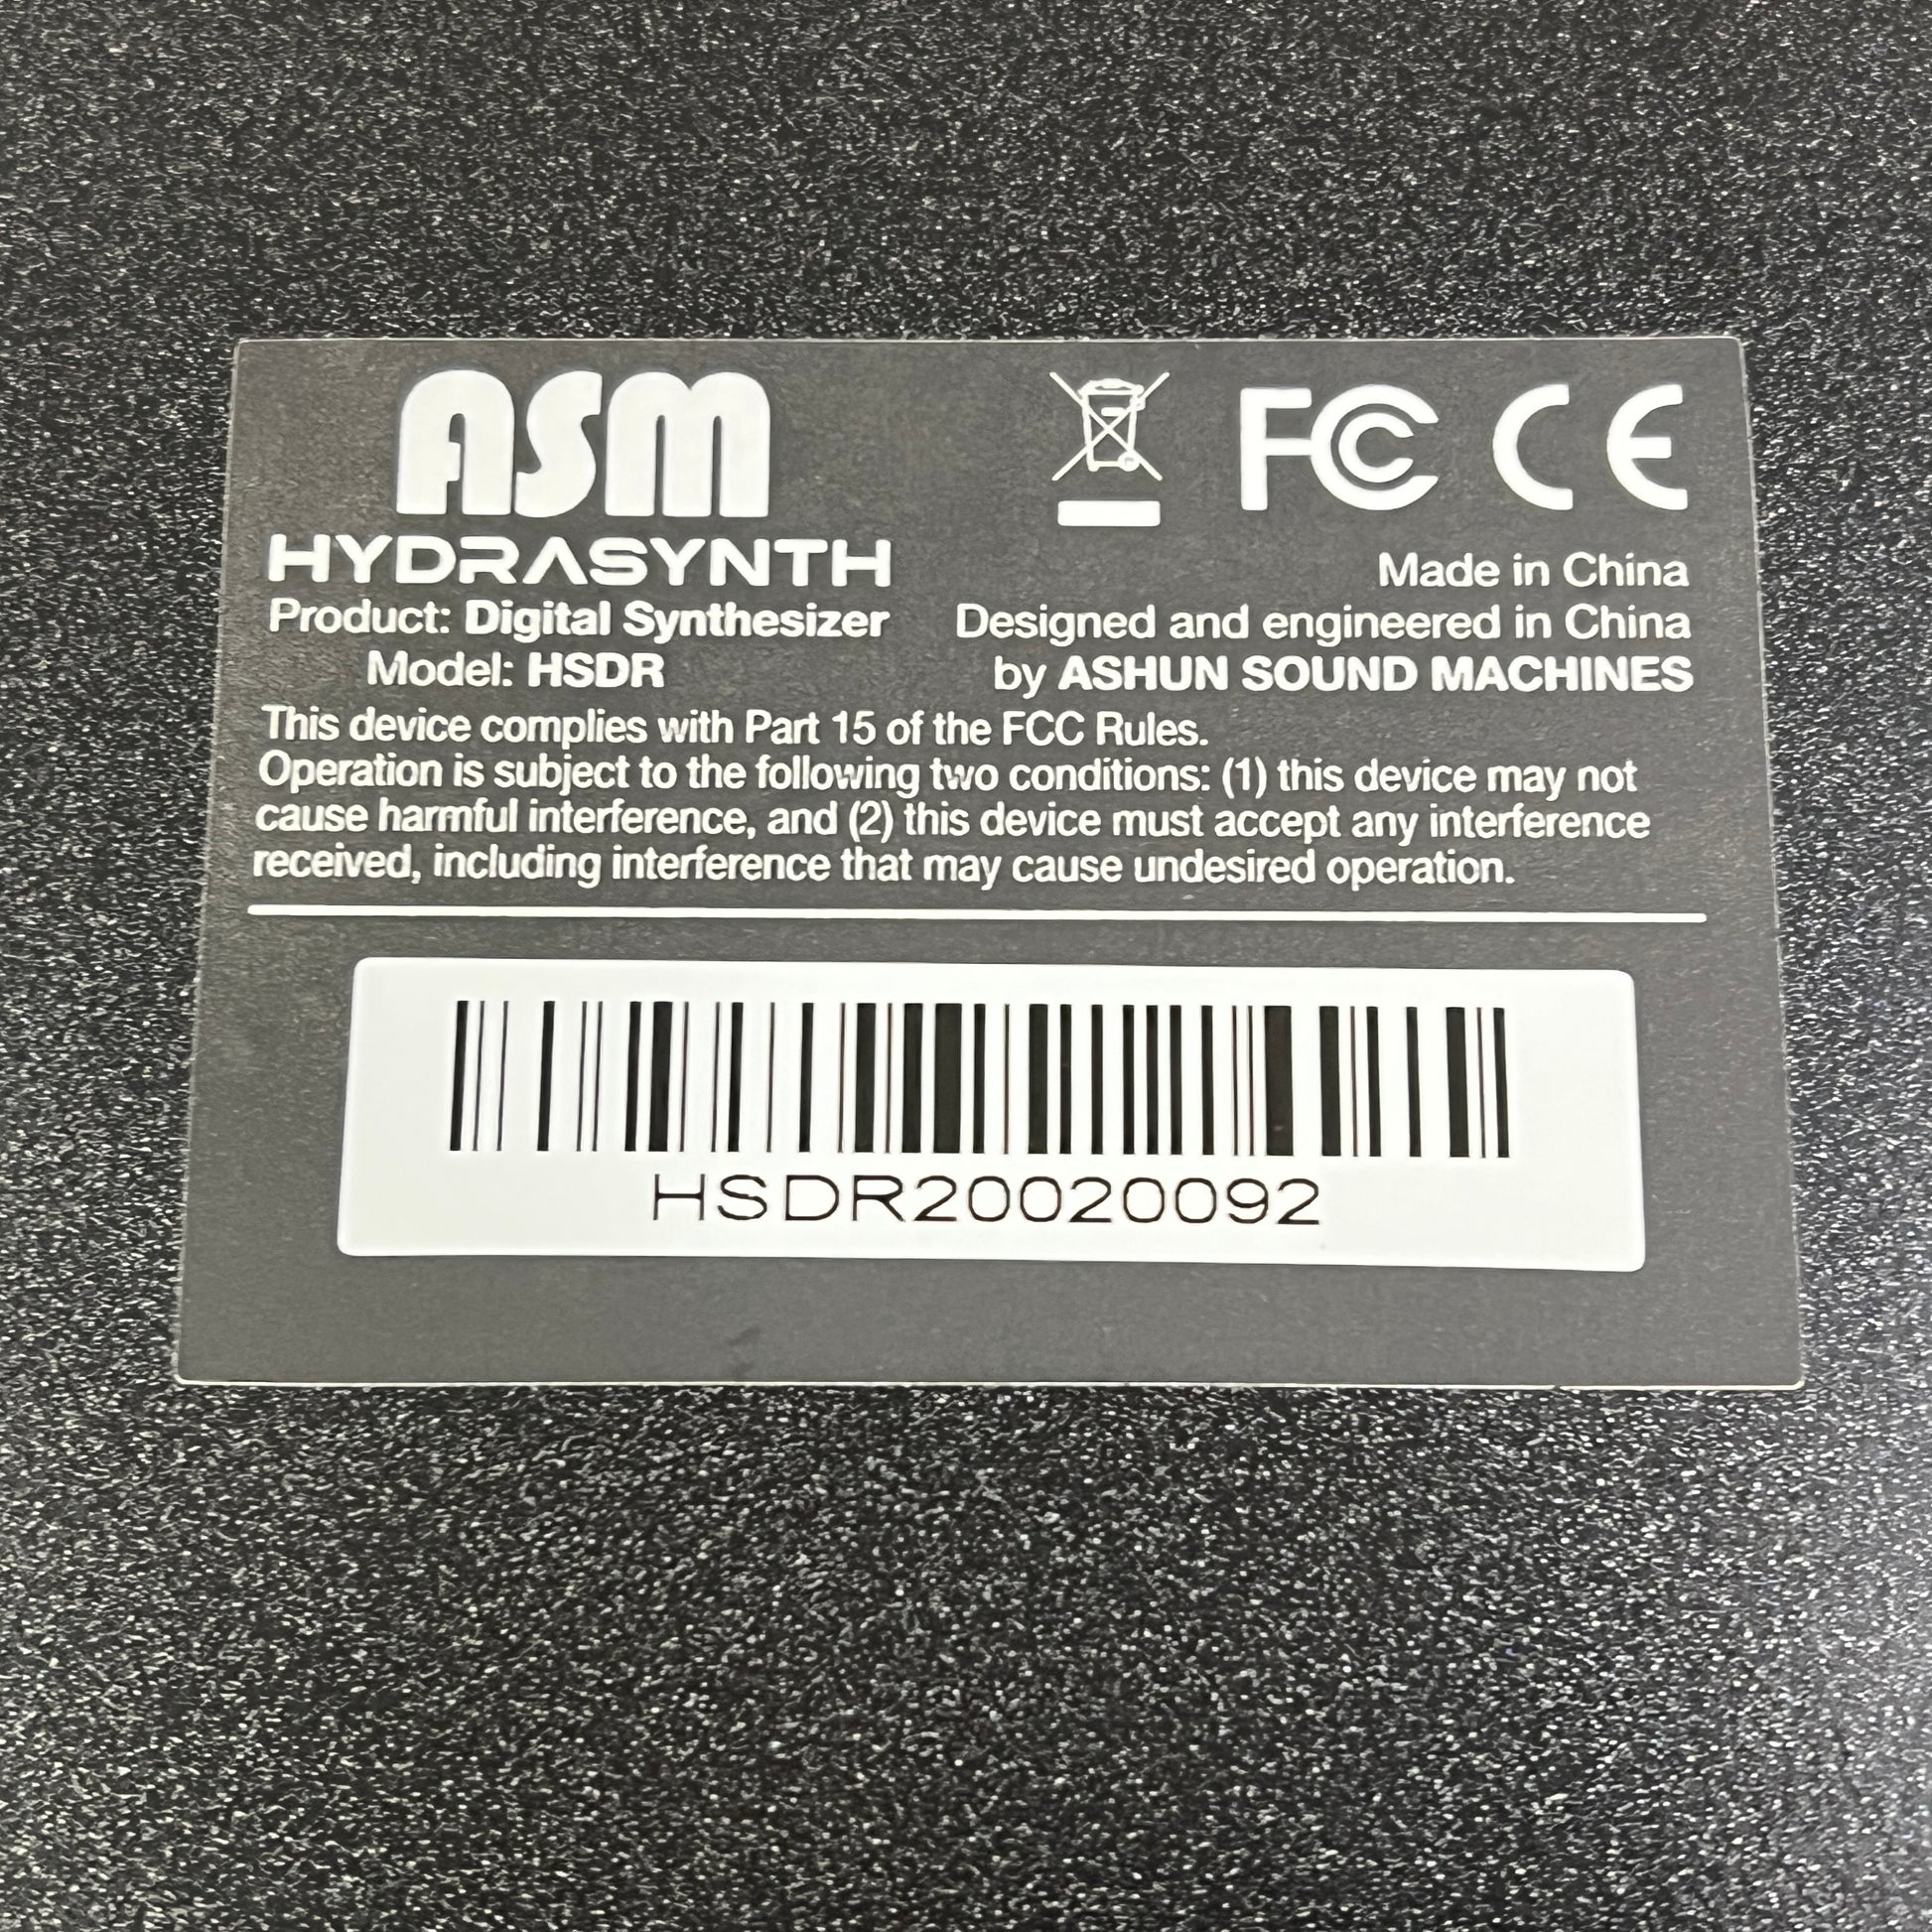 ASM
HYDRASYNTH
Product: Digital Synthesizer
Model: HSDR
FC CE
Made in China
Designed and engineered in China
by ASHUN SOUND MACHINES
This device complies with Part 15 of the FCC Rules.
Operation is subject to the following two conditions: (1) this device may not
cause harmful interference, and (2) this device must accept any interference
received, including interference that may cause undesired operation.
HSDR20020092